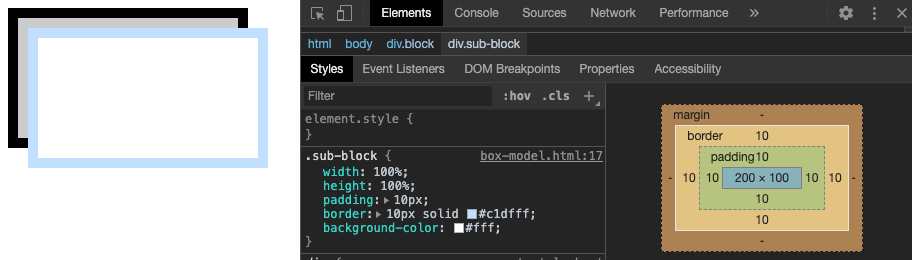 Elements Console Sources Network Performance »
html body div.block div.sub-block
Styles Event Listeners DOM Breakpoints Properties Accessibility
Filter :hov .cls +
element.style {
}
.sub-block { box-model.html:17
width: 100%;
height: 100%;
padding: 10px;
border: 10px solid #c1dfff;
background-color: #fff;
}
margin -
border 10
padding 10
- 10 10 200 × 100 10 10 -
10
10
-